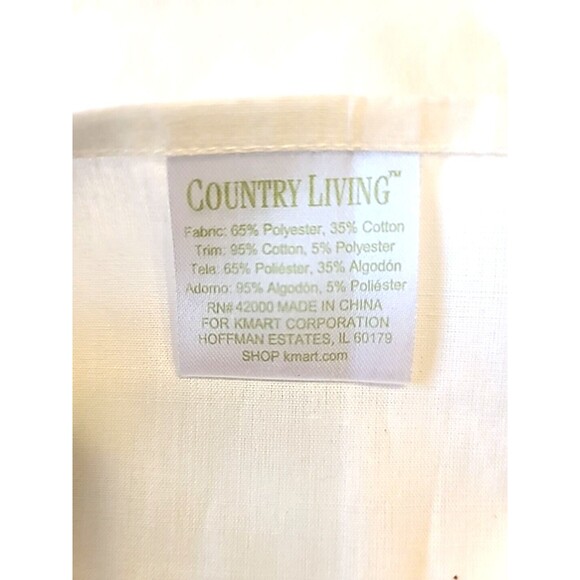 COUNTRY LIVING™
Fabric: 65% Polyester, 35% Cotton
Trim: 95% Cotton, 5% Polyester
Tela: 65% Poliéster, 35% Algodón
Adorno: 95% Algodón, 5% Poliéster
RN#42000 MADE IN CHINA
FOR KMART CORPORATION
HOFFMAN ESTATES, IL 60179
SHOP kmart.com